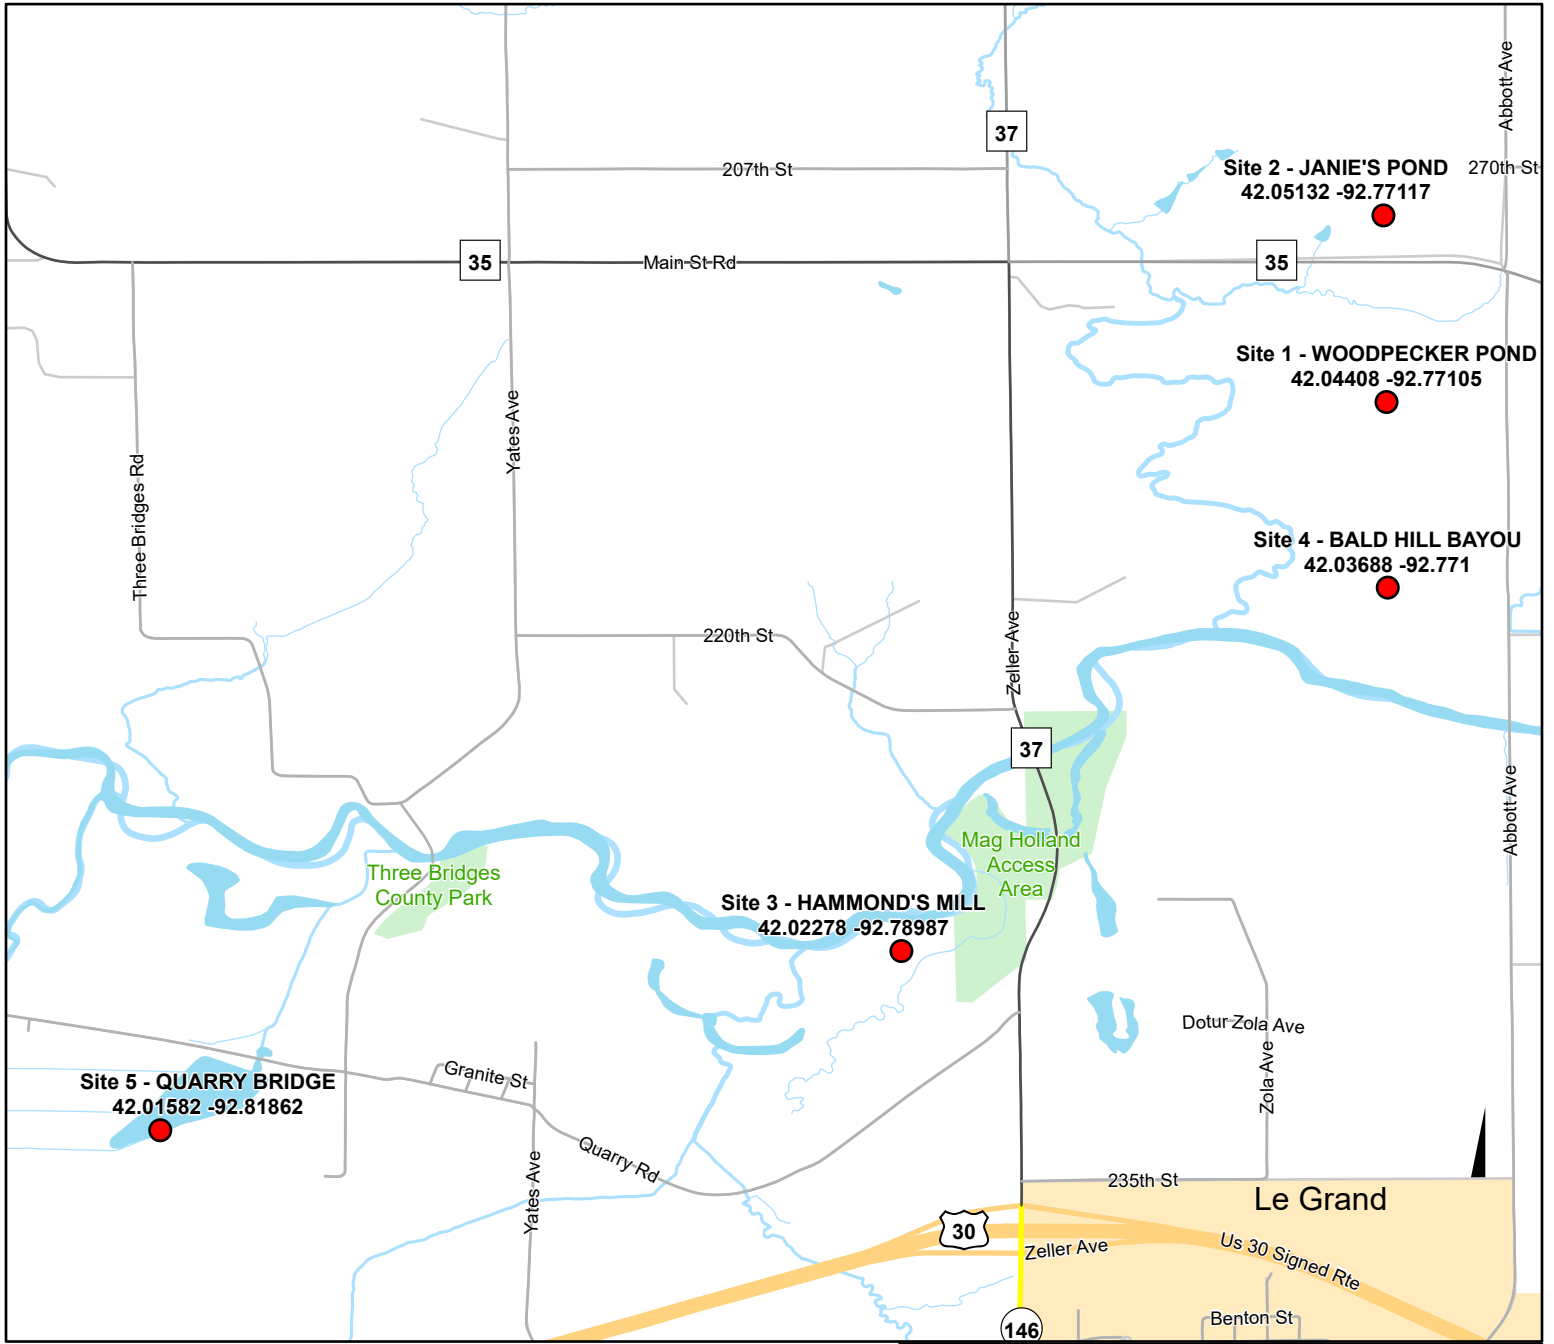 Abbott Ave
37
207th St
Site 2 - JANIE'S POND
42.05132 -92.77117
270th St
35
Main St Rd
35
Site 1 - WOODPECKER POND
42.04408 -92.77105
Yates Ave
Three Bridges Rd
Site 4 - BALD HILL BAYOU
42.03688 -92.771
220th St
Zeller Ave
37
Abbott Ave
Mag Holland
Access
Area
Three Bridges
County Park
Site 3 - HAMMOND'S MILL
42.02278 -92.78987
Dotur Zola Ave
Zola Ave
Granite St
Site 5 - QUARRY BRIDGE
42.01582 -92.81862
Quarry Rd
Yates Ave
235th St
Le Grand
30
Zeller Ave
Us 30 Signed Rte
Benton St
146